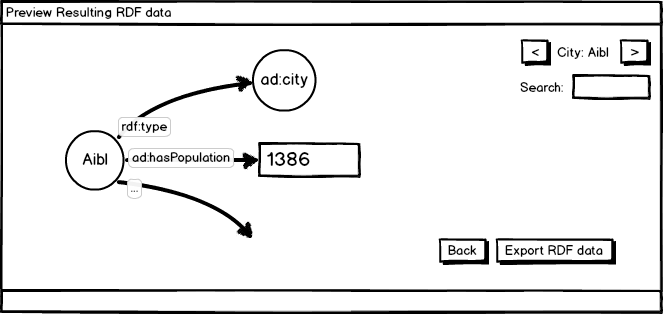 Preview Resulting RDF data
< City: Aibl >
Search:
ad:city
rdf:type
Aibl
ad:hasPopulation
1386
...
Back
Export RDF data